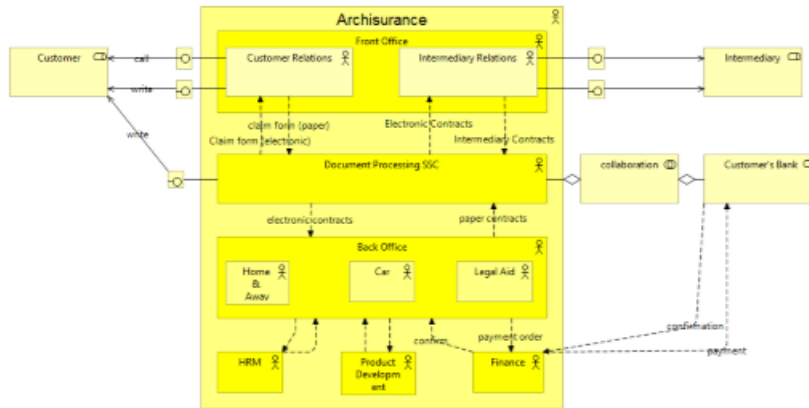 Archisurance
Front Office
Customer
call
Customer Relations
Intermediary Relations
Intermediary
write
write
claim form (paper)
Claim form (electronic)
Electronic Contracts
Intermediary Contracts
Document Processing SSC
collaboration
Customer's Bank
electronic contracts
paper contracts
Back Office
Home
&
Away
Car
Legal Aid
confirmation
payment
confirm
payment order
HRM
Product
Developm
ent
Finance